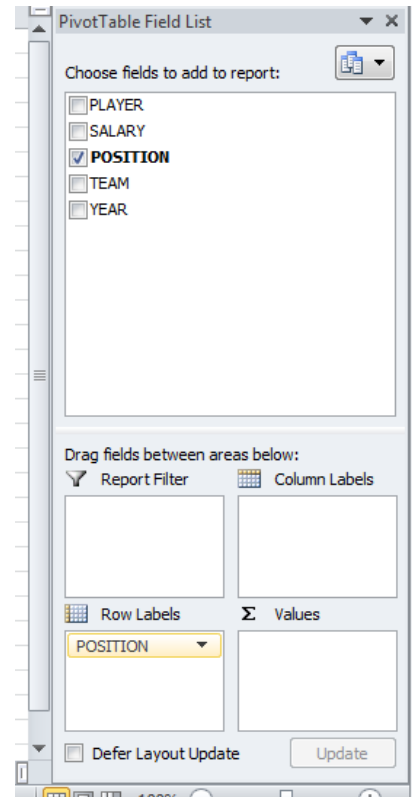 PivotTable Field List
Choose fields to add to report:
PLAYER
SALARY
POSITION
TEAM
YEAR
Drag fields between areas below:
Report Filter
Column Labels
Row Labels
Σ Values
POSITION
Defer Layout Update
Update
100%